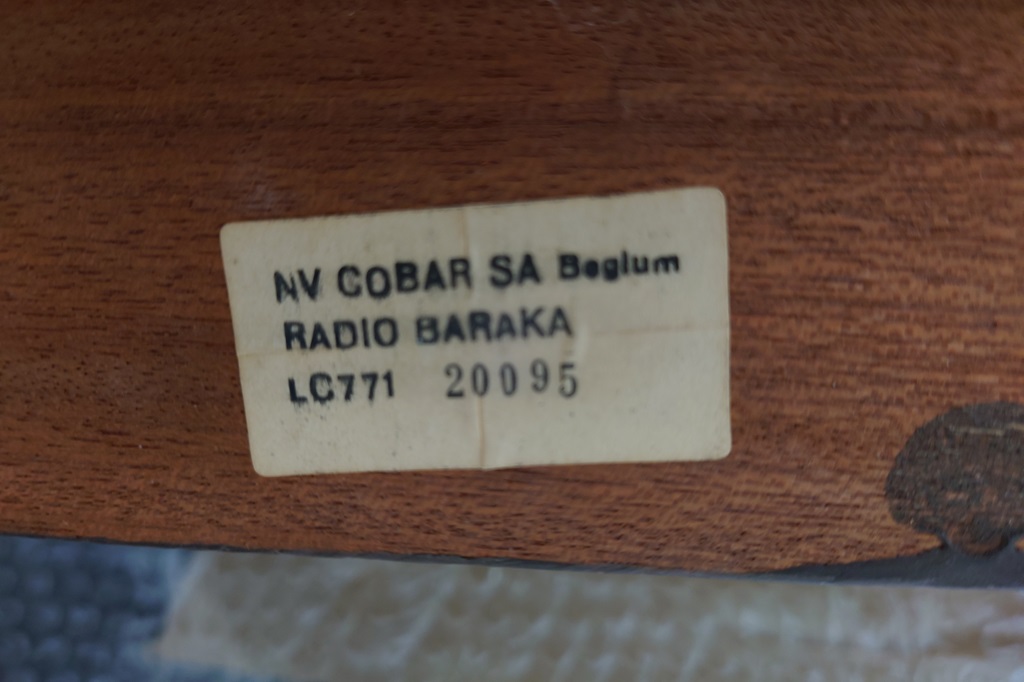 NV COBAR SA Beglum
RADIO BARAKA
LC771 20095